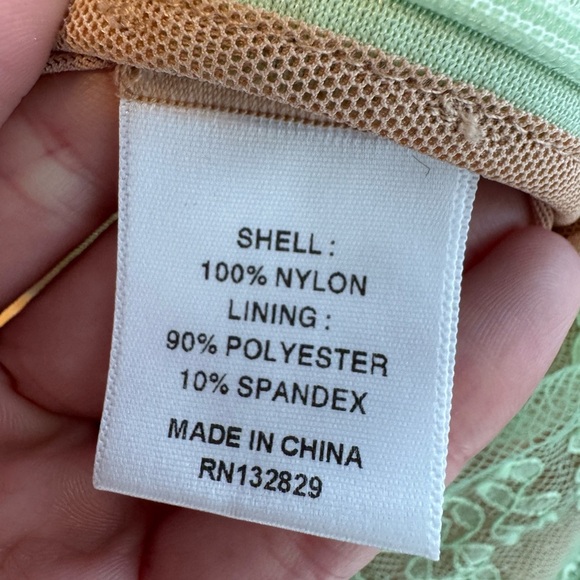 SHELL :
100% NYLON
LINING :
90% POLYESTER
10% SPANDEX
MADE IN CHINA
RN132829